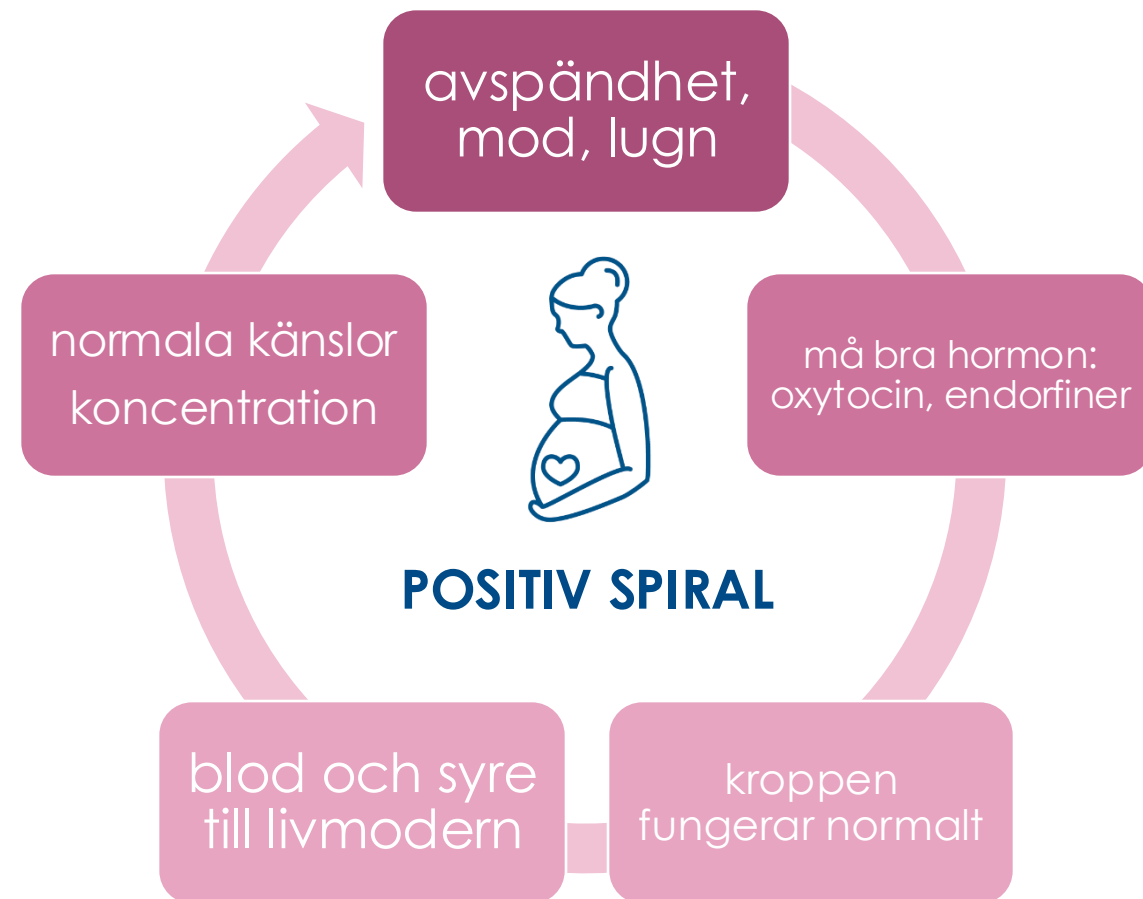 avspändhet,
mod, lugn
må bra hormon:
oxytocin, endorfiner
kroppen
fungerar normalt
blod och syre
till livmodern
normala känslor
koncentration
POSITIV SPIRAL